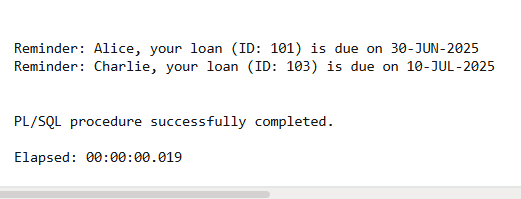 Reminder: Alice, your loan (ID: 101) is due on 30-JUN-2025
Reminder: Charlie, your loan (ID: 103) is due on 10-JUL-2025
PL/SQL procedure successfully completed.
Elapsed: 00:00:00.019